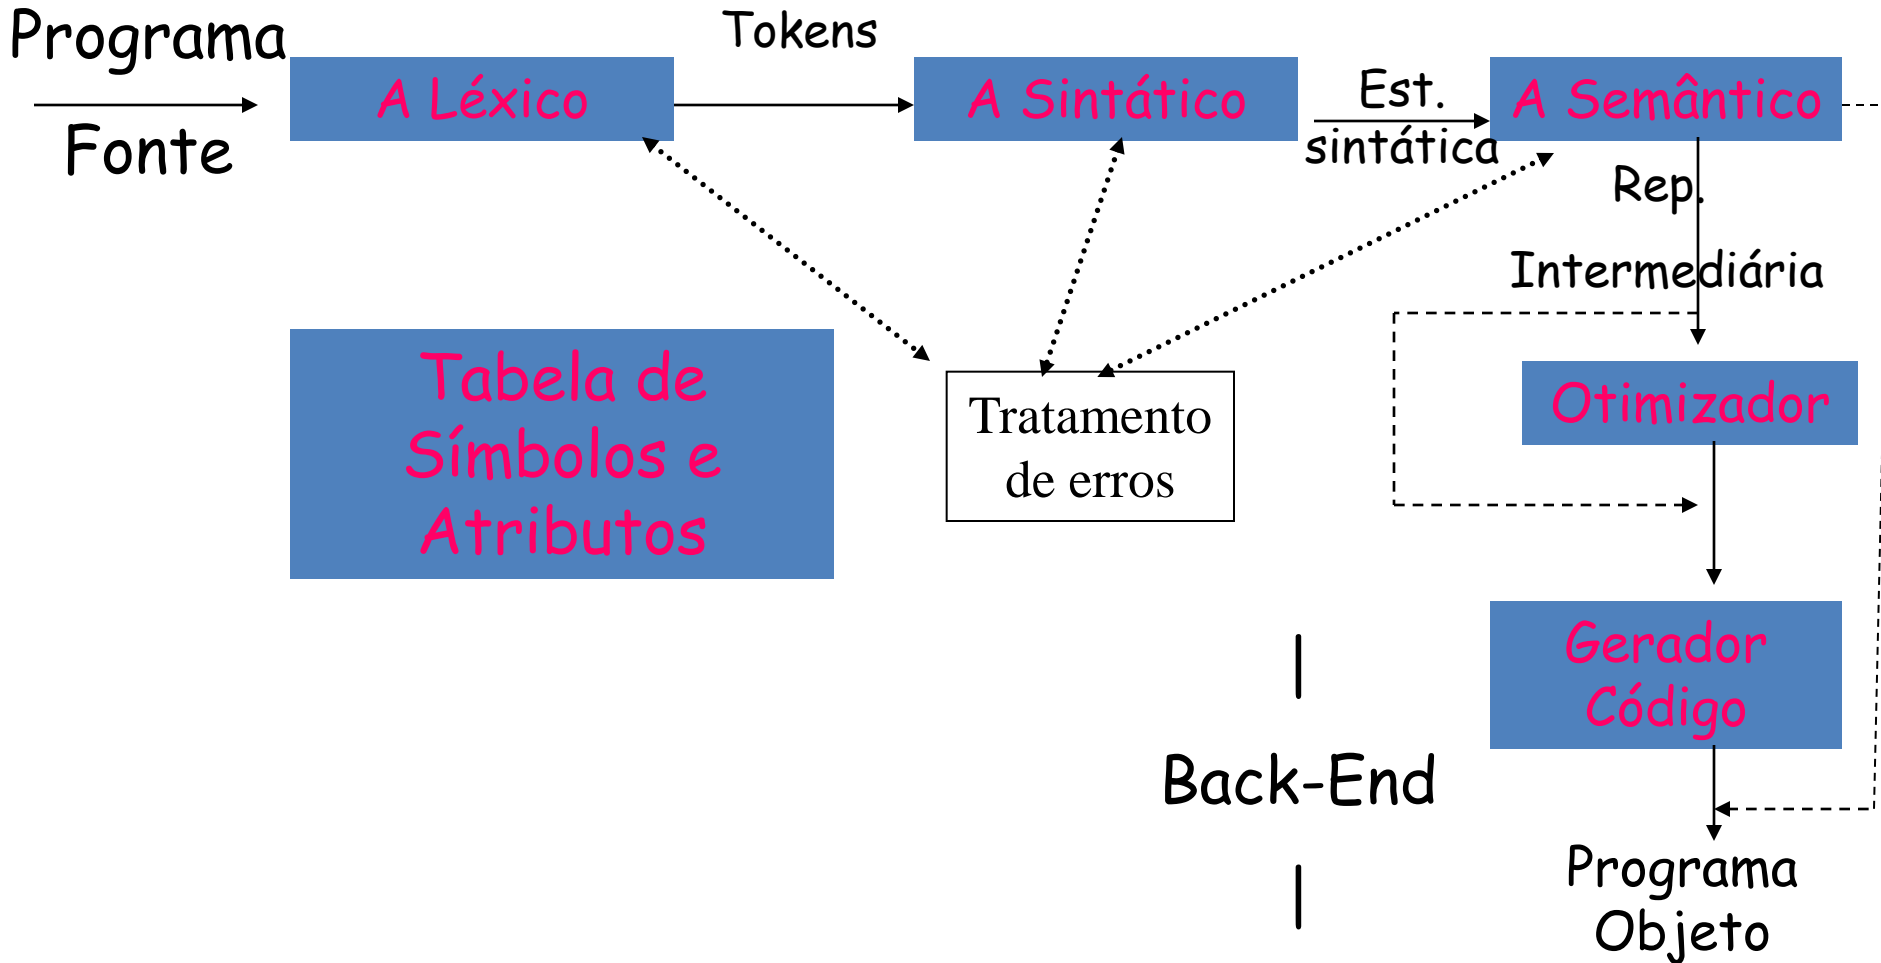 Programa
Fonte
Tokens
A Léxico
A Sintático
Est.
sintática
A Semântico
Rep.
Intermediária
Tabela de
Símbolos e
Atributos
Tratamento
de erros
Otimizador
Gerador
Código
Back-End
Programa
Objeto